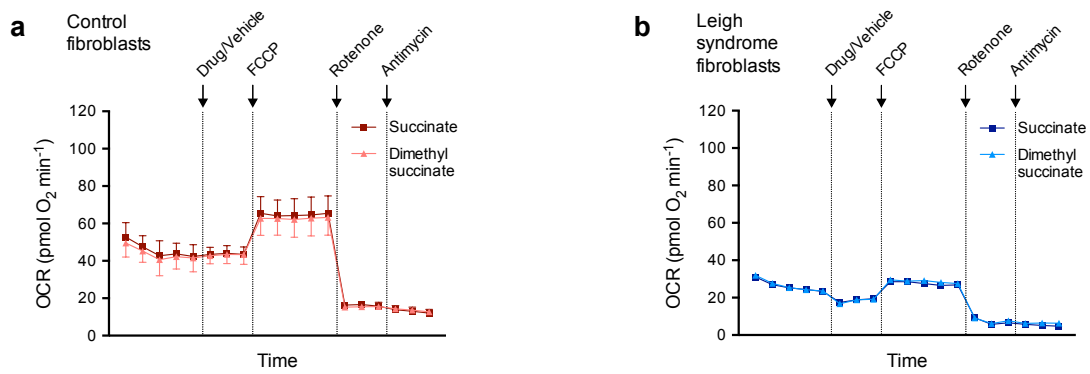 a
Control
fibroblasts
Drug/Vehicle
FCCP
Rotenone
Antimycin
120
100
80
60
40
20
0
OCR (pmol O₂ min⁻¹)
Succinate
Dimethyl
succinate
Time
b
Leigh
syndrome
fibroblasts
Drug/Vehicle
FCCP
Rotenone
Antimycin
120
100
80
60
40
20
0
OCR (pmol O₂ min⁻¹)
Succinate
Dimethyl
succinate
Time